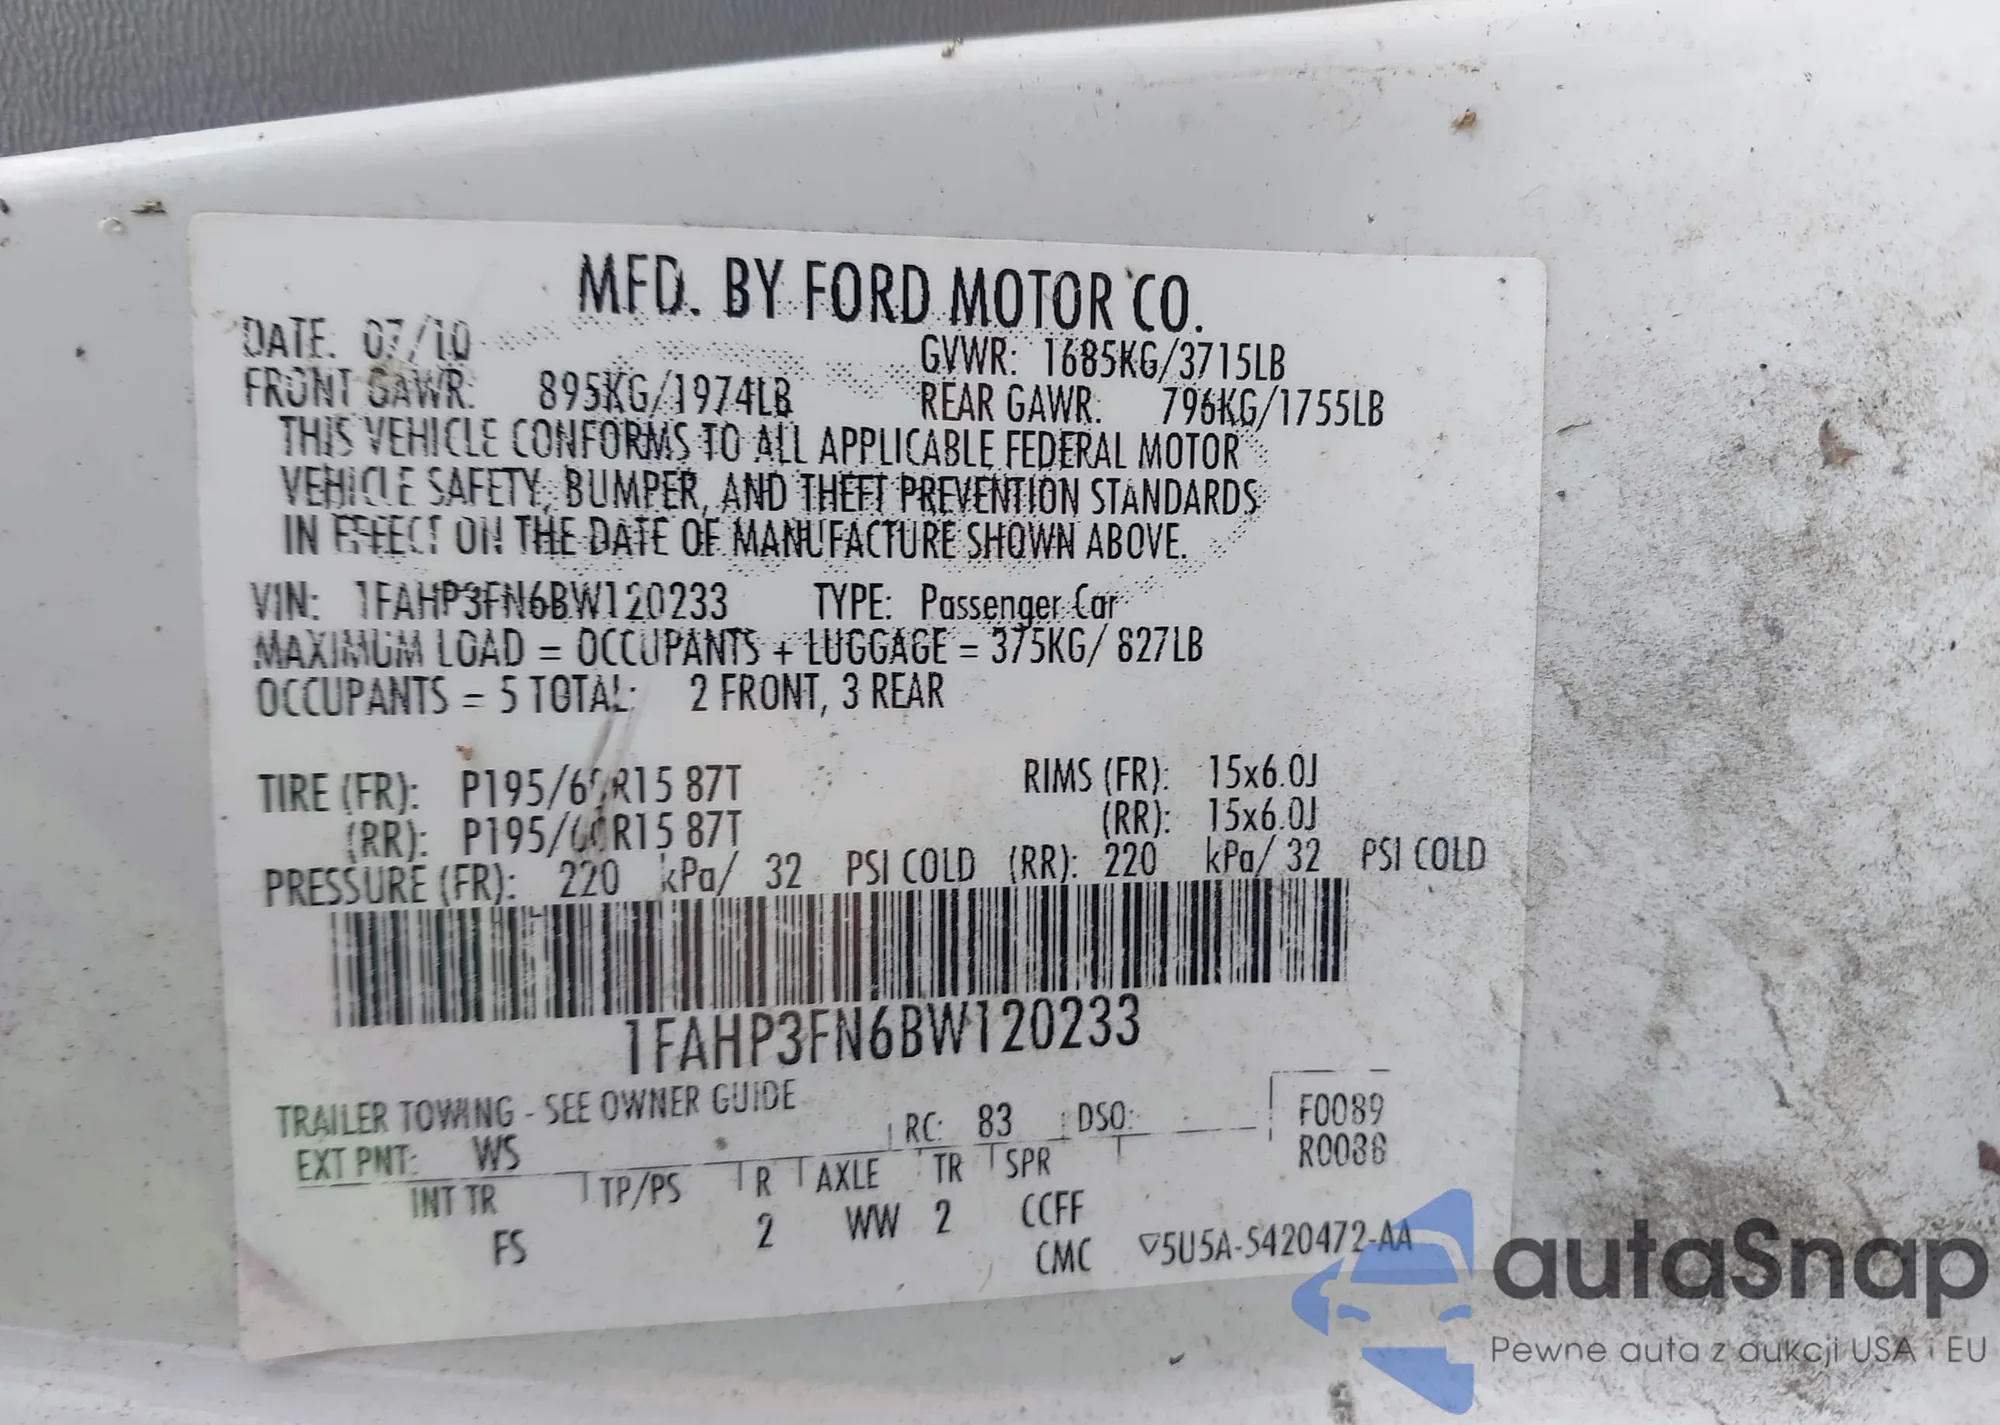 MFD. BY FORD MOTOR CO.
DATE: 07/10 GVWR: 1685KG/3715LB
FRONT GAWR: 895KG/1974LB REAR GAWR: 796KG/1755LB
THIS VEHICLE CONFORMS TO ALL APPLICABLE FEDERAL MOTOR
VEHICLE SAFETY, BUMPER, AND THEFT PREVENTION STANDARDS
IN EFFECT ON THE DATE OF MANUFACTURE SHOWN ABOVE.
VIN: 1FAHP3FN6BW120233 TYPE: Passenger Car
MAXIMUM LOAD = OCCUPANTS + LUGGAGE = 375KG/ 827LB
OCCUPANTS = 5 TOTAL: 2 FRONT, 3 REAR
TIRE (FR): P195/60R15 87T RIMS (FR): 15x6.0J
(RR): P195/60R15 87T (RR): 15x6.0J
PRESSURE (FR): 220 kPa/ 32 PSI COLD (RR): 220 kPa/ 32 PSI COLD
1FAHP3FN6BW120233
TRAILER TOWING - SEE OWNER GUIDE
EXT PNT: WS RC: 83 DSO: F0089
R0088
INT TR TP/PS R AXLE TR SPR
FS 2 WW 2 CCFF
CMC ▽5U5A-S420472-AA
autaSnap
Pewne auta z aukcji USA i EU